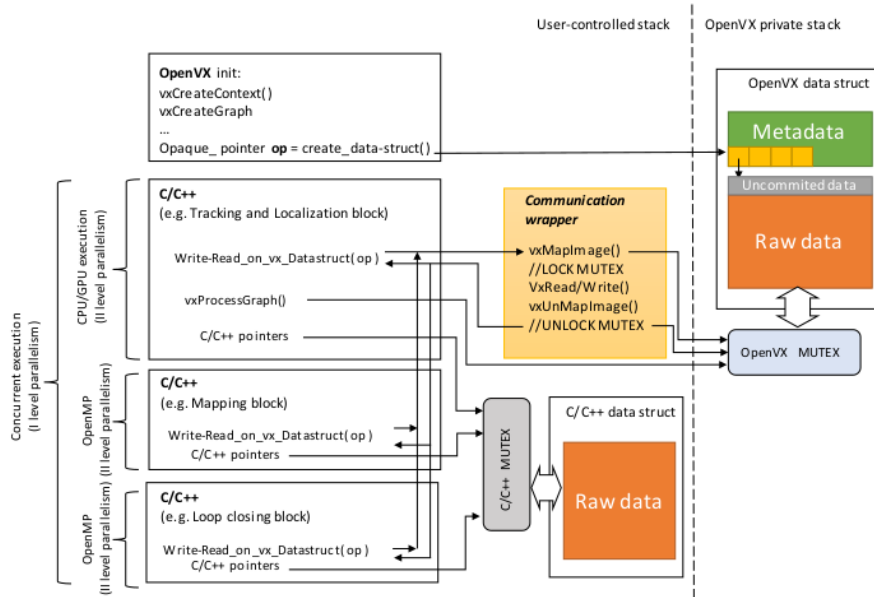 User-controlled stack
OpenVX private stack
OpenVX init:
vxCreateContext()
vxCreateGraph
...
Opaque_ pointer op = create_data-struct()
OpenVX data struct
Metadata
Uncommited data
Raw data
Concurrent execution
(I level parallelism)
CPU/GPU execution
(II level parallelism)
C/C++
(e.g. Tracking and Localization block)
Write-Read_on_vx_Datastruct( op )
vxProcessGraph()
C/C++ pointers
Communication
wrapper
vxMapImage()
//LOCK MUTEX
VxRead/Write()
vxUnMapImage()
//UNLOCK MUTEX
OpenVX MUTEX
OpenMP
(II level parallelism)
C/C++
(e.g. Mapping block)
Write-Read_on_vx_Datastruct( op )
C/C++ pointers
C/C++ MUTEX
C/C++ data struct
Raw data
OpenMP
(II level parallelism)
C/C++
(e.g. Loop closing block)
Write-Read_on_vx_Datastruct( op )
C/C++ pointers